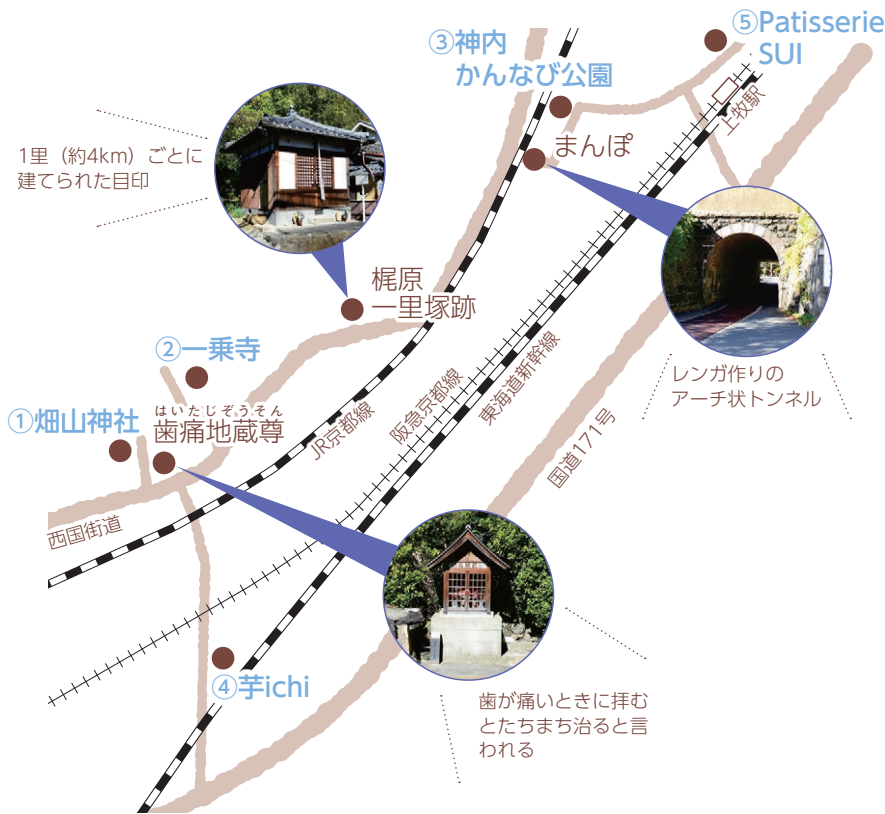 ⑤Patisserie
SUI
③神内
かんなび公園
上牧駅
まんぽ
1里（約4km）ごとに
建てられた目印
梶原
一里塚跡
レンガ作りの
アーチ状トンネル
②一乗寺
はいたじぞうそん
歯痛地蔵尊
①畑山神社
JR京都線
阪急京都線
東海道新幹線
国道171号
西国街道
④芋ichi
歯が痛いときに拝む
とたちまち治ると言
われる